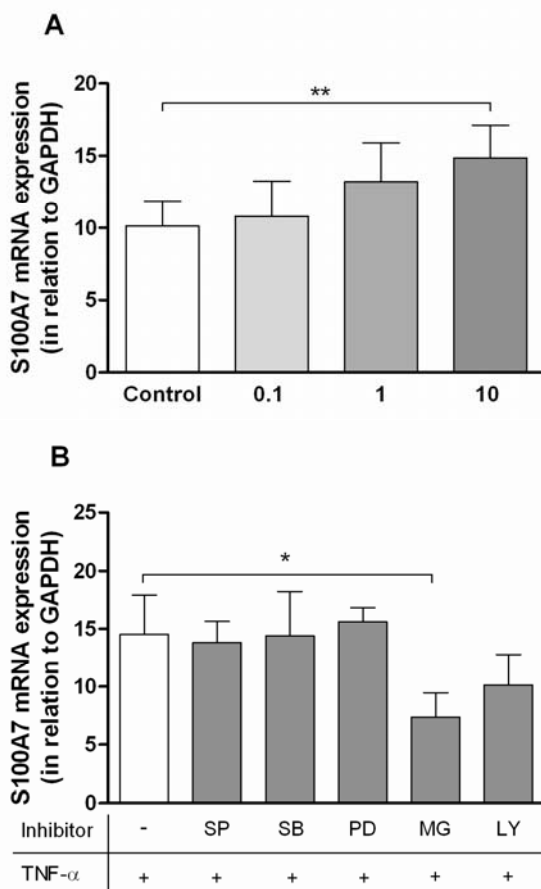 A
S100A7 mRNA expression
(in relation to GAPDH)
20
15
10
5
0
**
Control 0.1 1 10
B
S100A7 mRNA expression
(in relation to GAPDH)
25
20
15
10
5
0
*
Inhibitor - SP SB PD MG LY
TNF-α + + + + + +